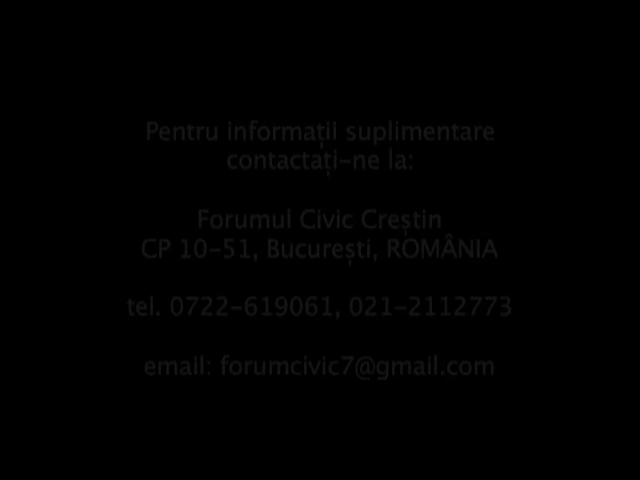 Pentru informații suplimentare
contactați-ne la:
Forumul Civic Creștin
CP 10-51, București, ROMÂNIA
tel. 0722-619061, 021-2112773
email: forumcivic7@gmail.com